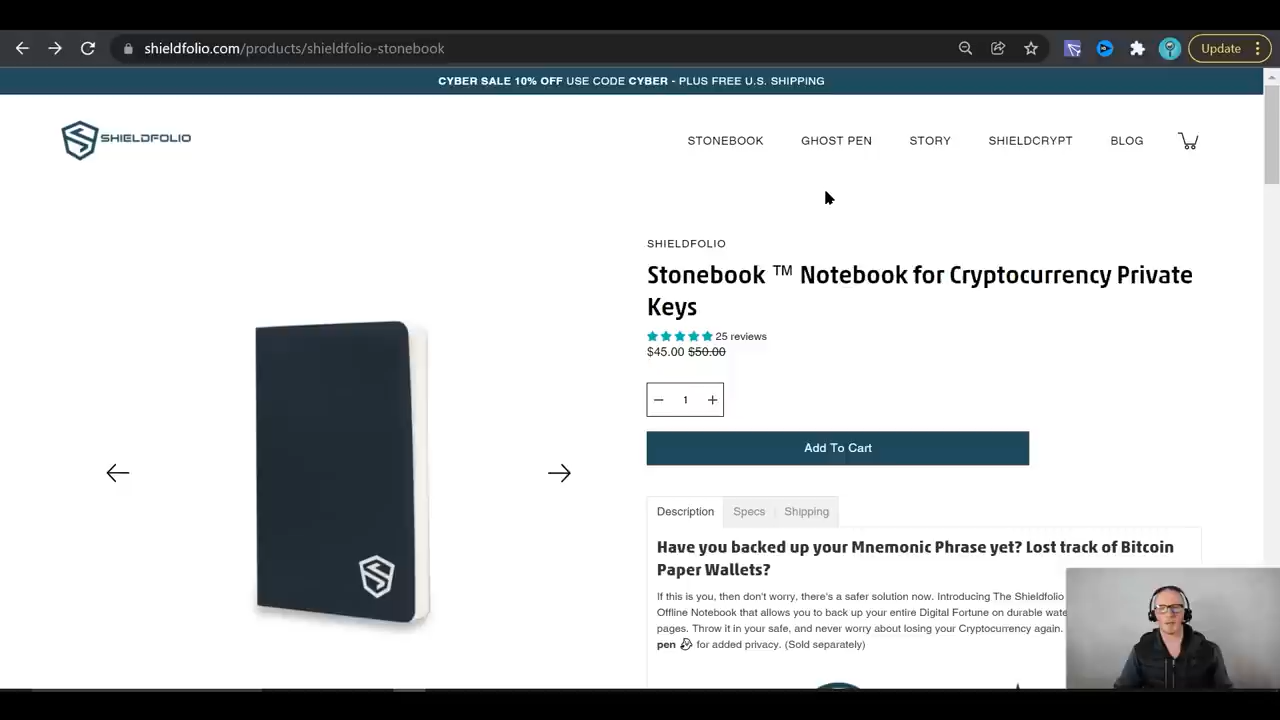 shieldfolio.com/products/shieldfolio-stonebook
Update
CYBER SALE 10% OFF USE CODE CYBER - PLUS FREE U.S. SHIPPING
SHIELDFOLIO
STONEBOOK
GHOST PEN
STORY
SHIELDCRYPT
BLOG
SHIELDFOLIO
Stonebook ™ Notebook for Cryptocurrency Private
Keys
25 reviews
$45.00 $50.00
− 1 +
Add To Cart
Description
Specs
Shipping
Have you backed up your Mnemonic Phrase yet? Lost track of Bitcoin
Paper Wallets?
If this is you, then don't worry, there's a safer solution now. Introducing The Shieldfolio
Offline Notebook that allows you to back up your entire Digital Fortune on durable
pages. Throw it in your safe, and never worry about losing your Cryptocurrency again.
pen for added privacy. (Sold separately)